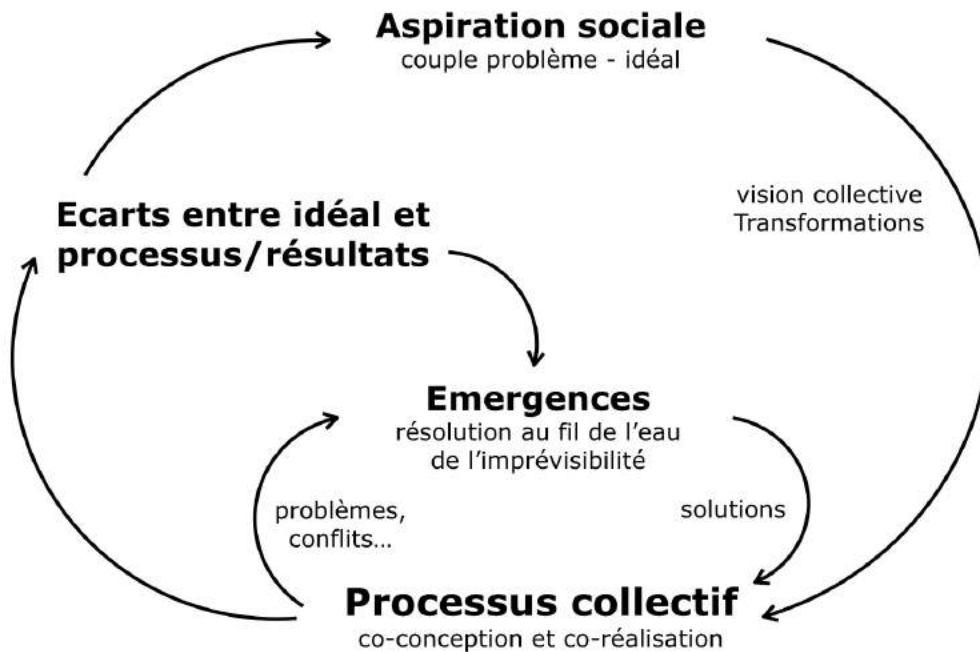 Aspiration sociale
couple problème - idéal
vision collective
Transformations
Ecarts entre idéal et
processus/résultats
Emergences
résolution au fil de l'eau
de l'imprévisibilité
problèmes,
conflits...
solutions
Processus collectif
co-conception et co-réalisation